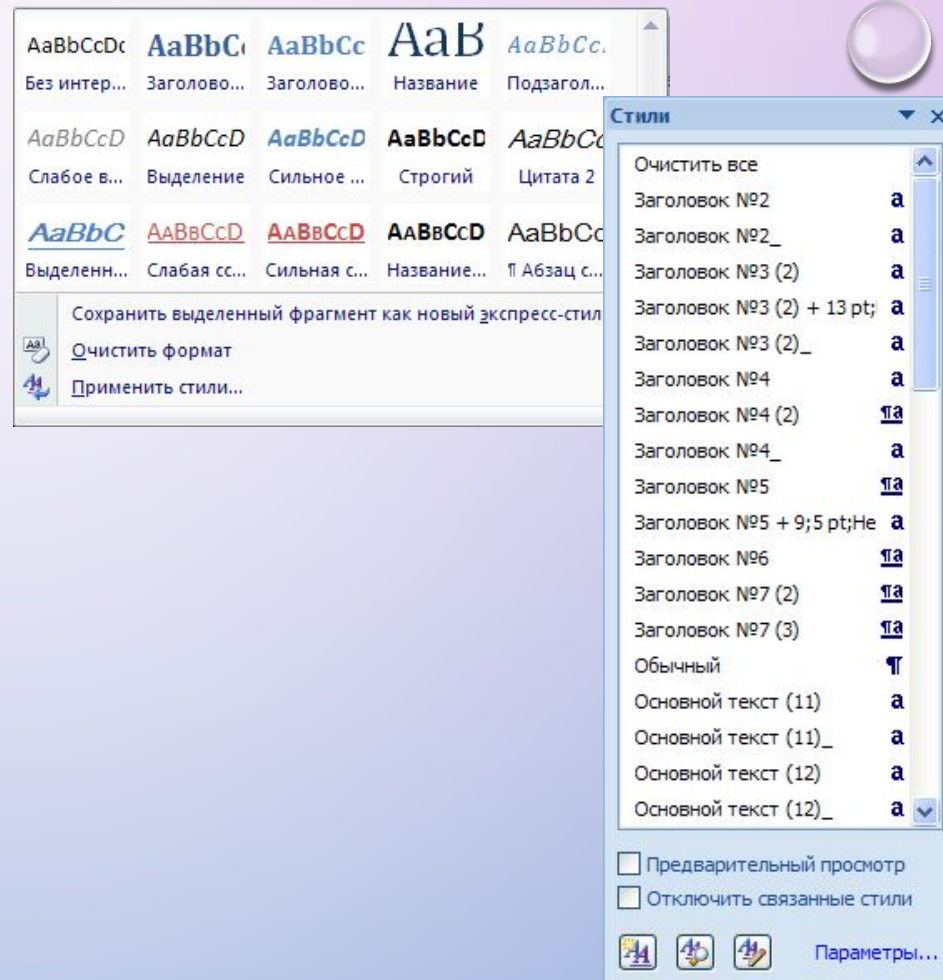 AaBbCcDc AaBbC AaBbCc АаВ AaBbCc.
Без интер... Заголово... Заголово... Название Подзагол...
AaBbCcD AaBbCcD AaBbCcD AaBbCcD AaBbCc
Слабое в... Выделение Сильное ... Строгий Цитата 2
AaBbC AaBbCcD AaBbCcD AaBbCcD AaBbCc
Выделенн... Слабая сс... Сильная с... Название... ¶ Абзац с...
Сохранить выделенный фрагмент как новый экспресс-стил
Очистить формат
Применить стили...
Стили
Очистить все
Заголовок №2 a
Заголовок №2_ a
Заголовок №3 (2) a
Заголовок №3 (2) + 13 pt; a
Заголовок №3 (2)_ a
Заголовок №4 a
Заголовок №4 (2) ¶a
Заголовок №4_ a
Заголовок №5 ¶a
Заголовок №5 + 9;5 pt;Не a
Заголовок №6 ¶a
Заголовок №7 (2) ¶a
Заголовок №7 (3) ¶a
Обычный ¶
Основной текст (11) a
Основной текст (11)_ a
Основной текст (12) a
Основной текст (12)_ a
Предварительный просмотр
Отключить связанные стили
Параметры...